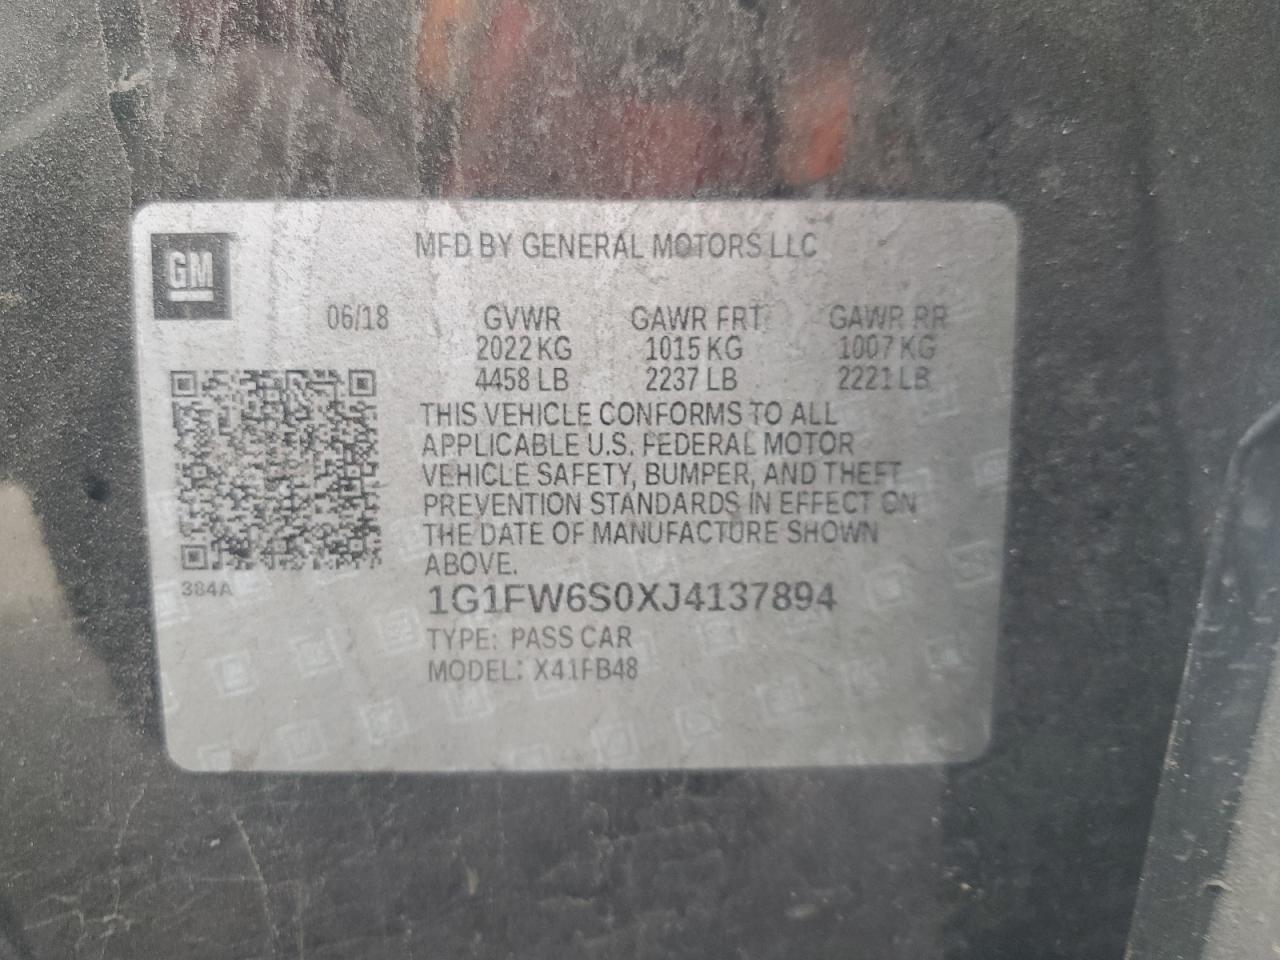 GM
MFD BY GENERAL MOTORS LLC
06/18 GVWR GAWR FRT GAWR RR
2022 KG 1015 KG 1007 KG
4458 LB 2237 LB 2221 LB
THIS VEHICLE CONFORMS TO ALL
APPLICABLE U.S. FEDERAL MOTOR
VEHICLE SAFETY, BUMPER, AND THEFT
PREVENTION STANDARDS IN EFFECT ON
THE DATE OF MANUFACTURE SHOWN
ABOVE.
384A
1G1FW6S0XJ4137894
TYPE: PASS CAR
MODEL: X41FB48